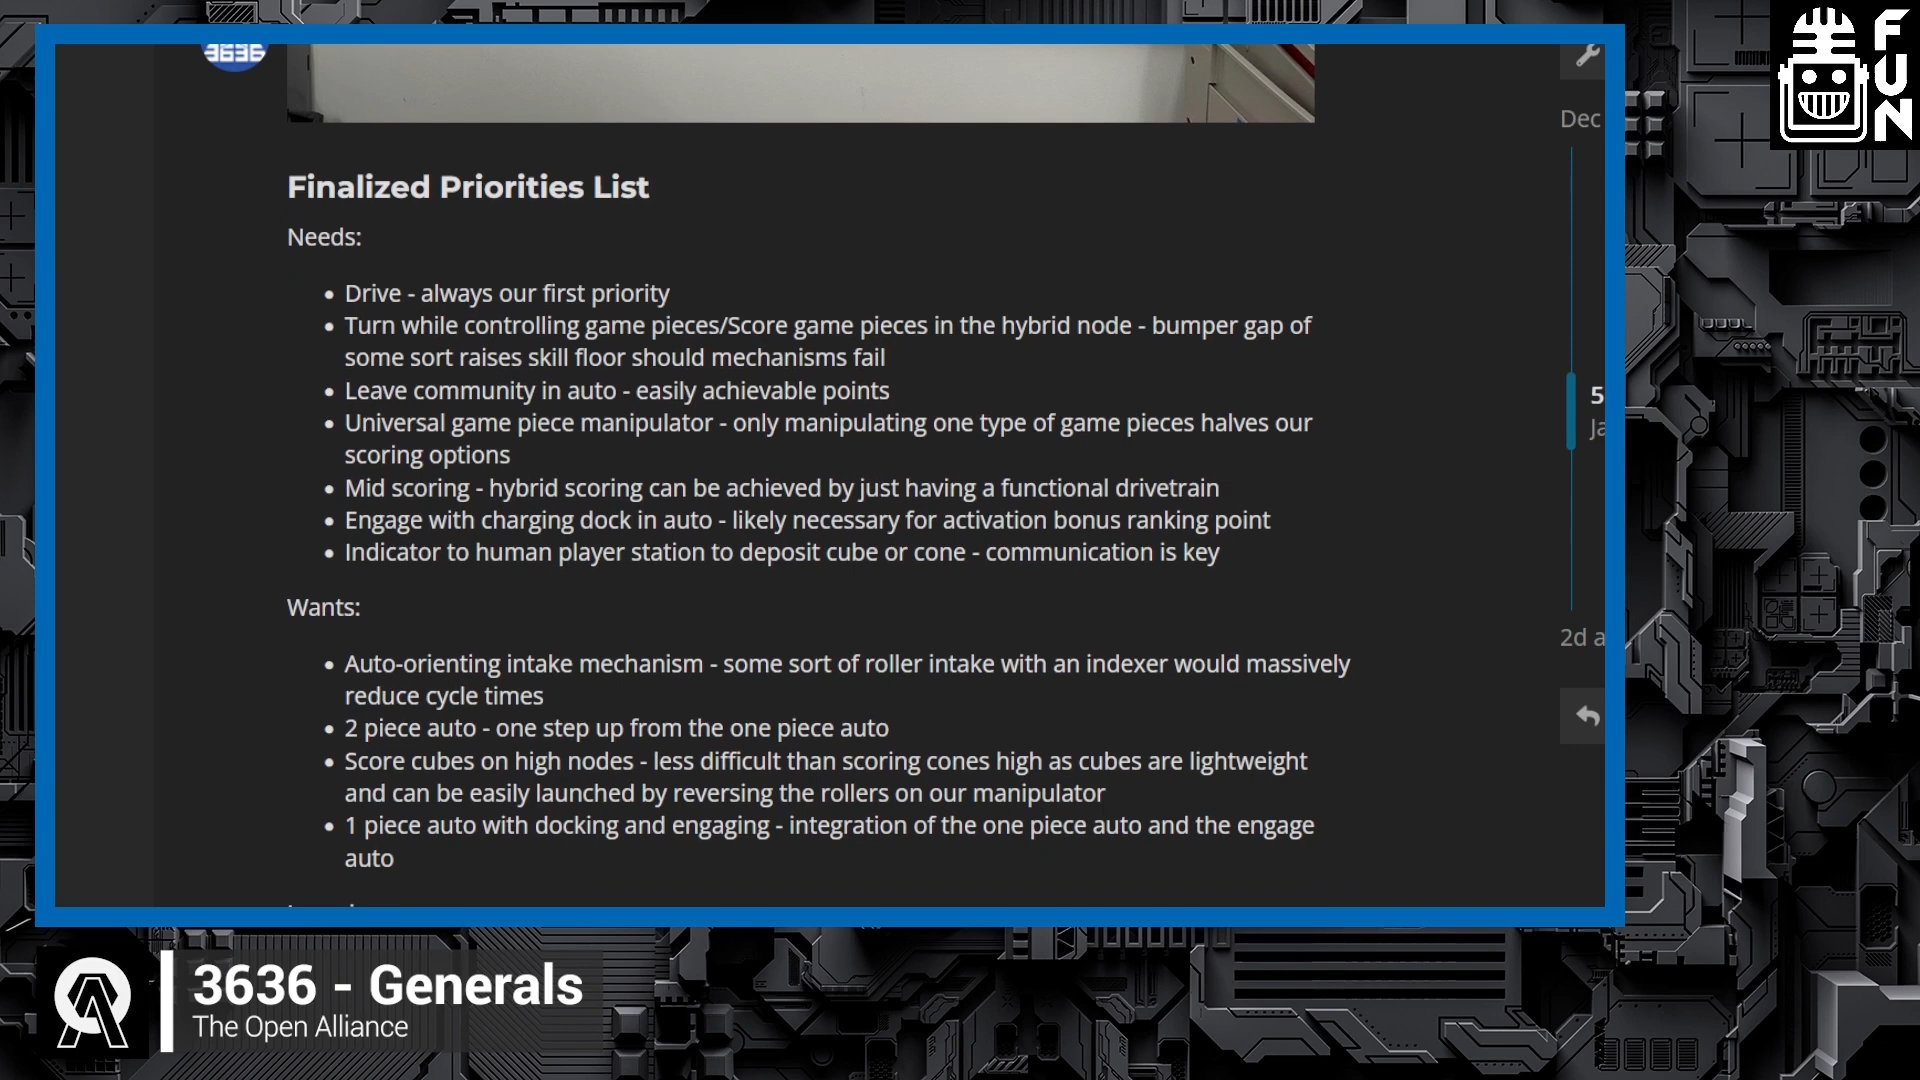 3636
FUN
Dec
Finalized Priorities List
Needs:
• Drive - always our first priority
• Turn while controlling game pieces/Score game pieces in the hybrid node - bumper gap of
some sort raises skill floor should mechanisms fail
• Leave community in auto - easily achievable points
• Universal game piece manipulator - only manipulating one type of game pieces halves our
scoring options
• Mid scoring - hybrid scoring can be achieved by just having a functional drivetrain
• Engage with charging dock in auto - likely necessary for activation bonus ranking point
• Indicator to human player station to deposit cube or cone - communication is key
5
Ja
Wants:
2d a
• Auto-orienting intake mechanism - some sort of roller intake with an indexer would massively
reduce cycle times
• 2 piece auto - one step up from the one piece auto
• Score cubes on high nodes - less difficult than scoring cones high as cubes are lightweight
and can be easily launched by reversing the rollers on our manipulator
• 1 piece auto with docking and engaging - integration of the one piece auto and the engage
auto
3636 - Generals
The Open Alliance